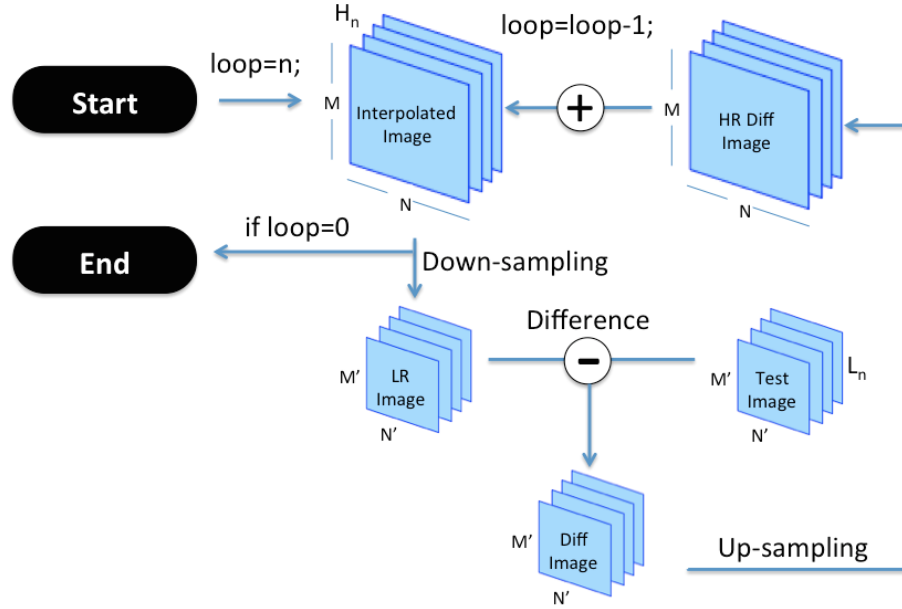 Hn
loop=loop-1;
loop=n;
Start
M
Interpolated
Image
N
+
M
HR Diff
Image
N
if loop=0
End
Down-sampling
Difference
M'
LR
Image
N'
-
M'
Test
Image
Ln
N'
M'
Diff
Image
N'
Up-sampling